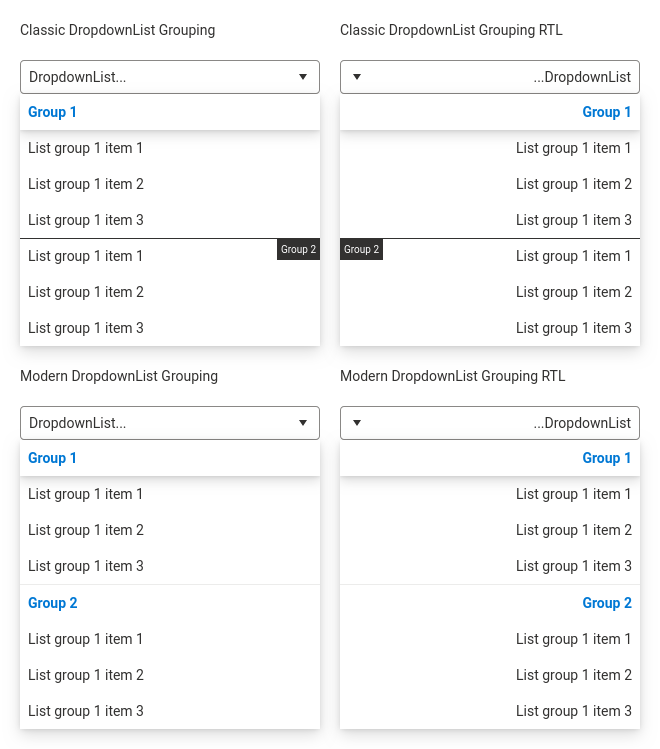 Classic DropdownList Grouping
DropdownList...
Group 1
List group 1 item 1
List group 1 item 2
List group 1 item 3
Group 2
List group 1 item 1
List group 1 item 2
List group 1 item 3
Classic DropdownList Grouping RTL
...DropdownList
Group 1
List group 1 item 1
List group 1 item 2
List group 1 item 3
Group 2
List group 1 item 1
List group 1 item 2
List group 1 item 3
Modern DropdownList Grouping
DropdownList...
Group 1
List group 1 item 1
List group 1 item 2
List group 1 item 3
Group 2
List group 1 item 1
List group 1 item 2
List group 1 item 3
Modern DropdownList Grouping RTL
...DropdownList
Group 1
List group 1 item 1
List group 1 item 2
List group 1 item 3
Group 2
List group 1 item 1
List group 1 item 2
List group 1 item 3